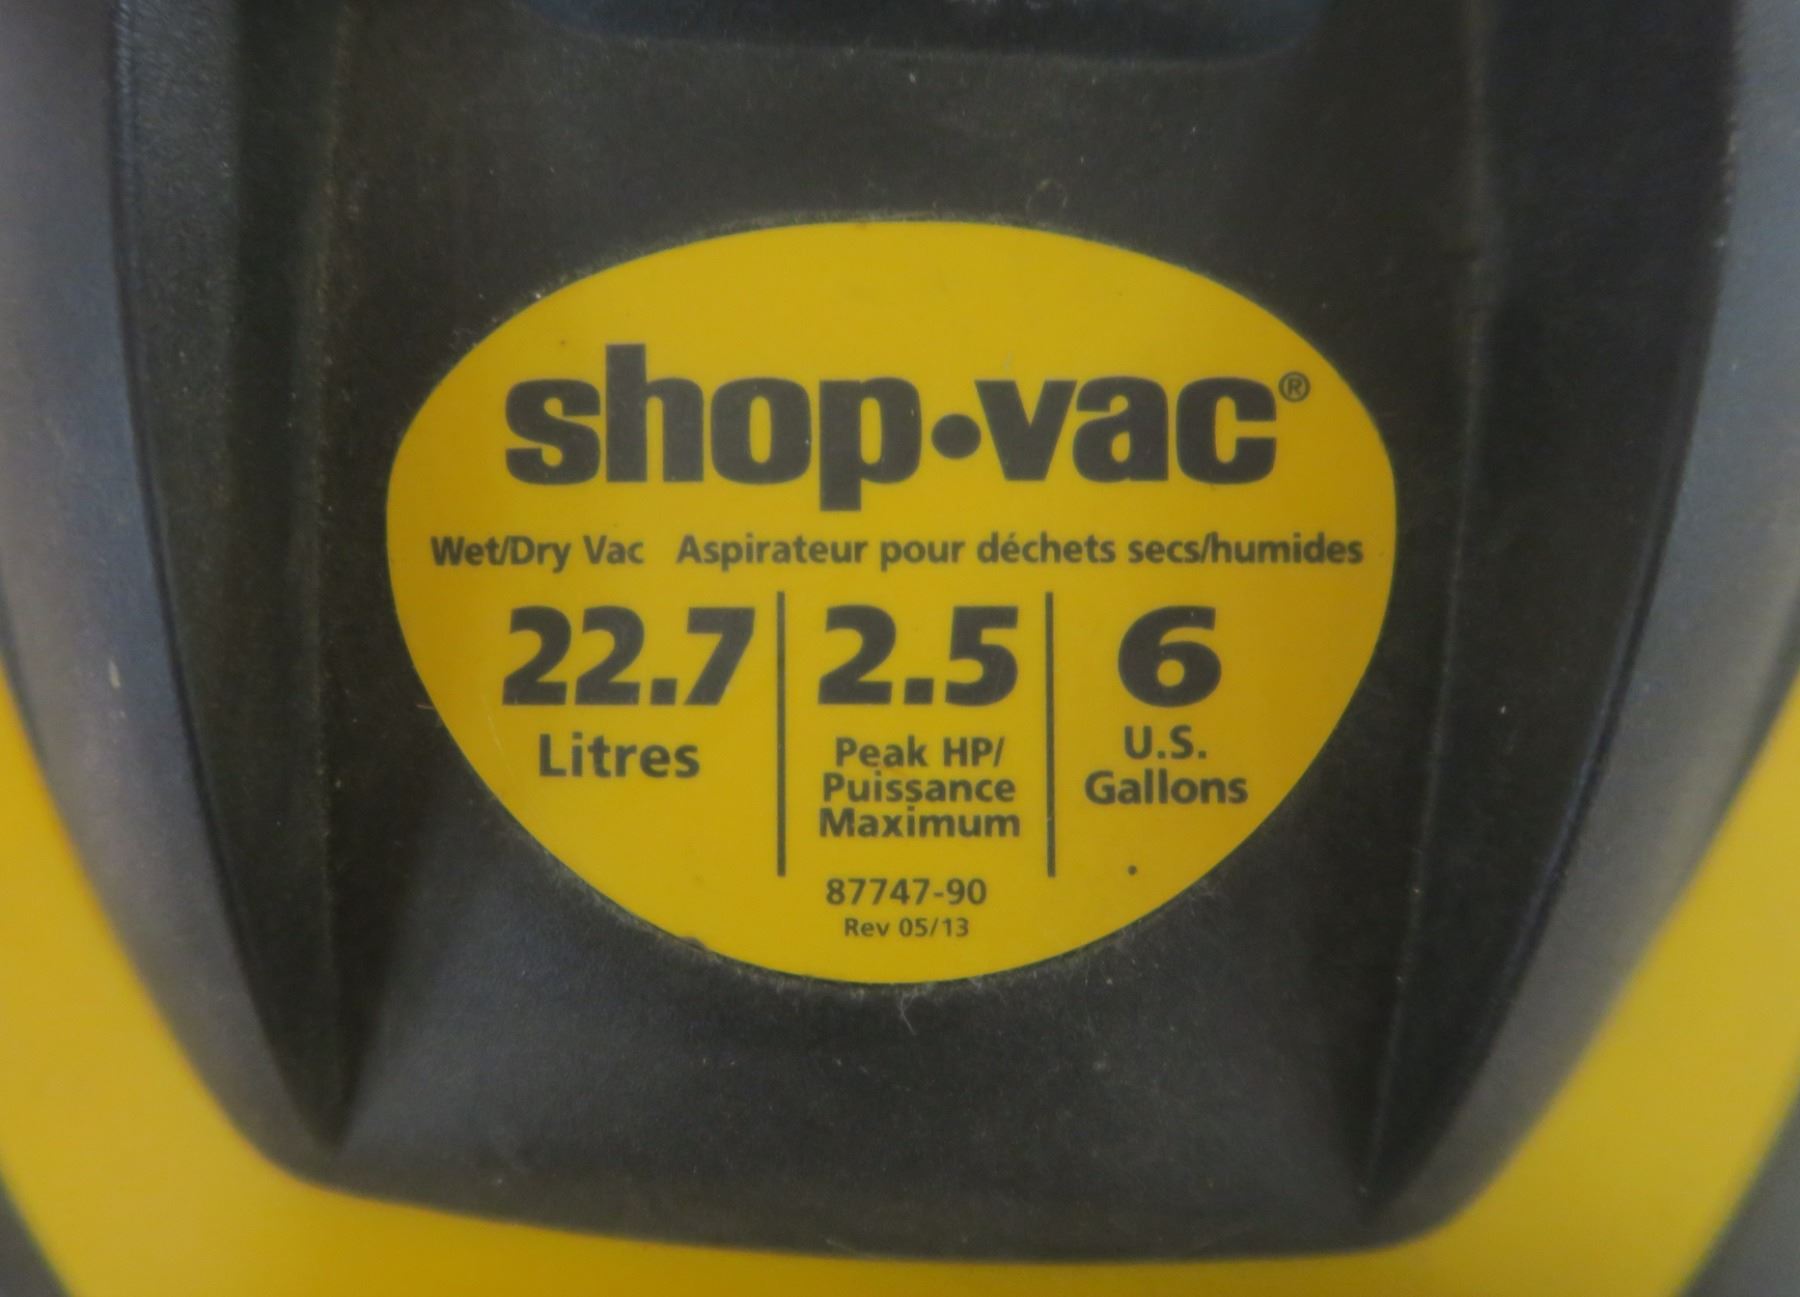 shop•vac®
Wet/Dry Vac Aspirateur pour déchets secs/humides
22.7
Litres
2.5
Peak HP/
Puissance
Maximum
6
U.S.
Gallons
87747-90
Rev 05/13